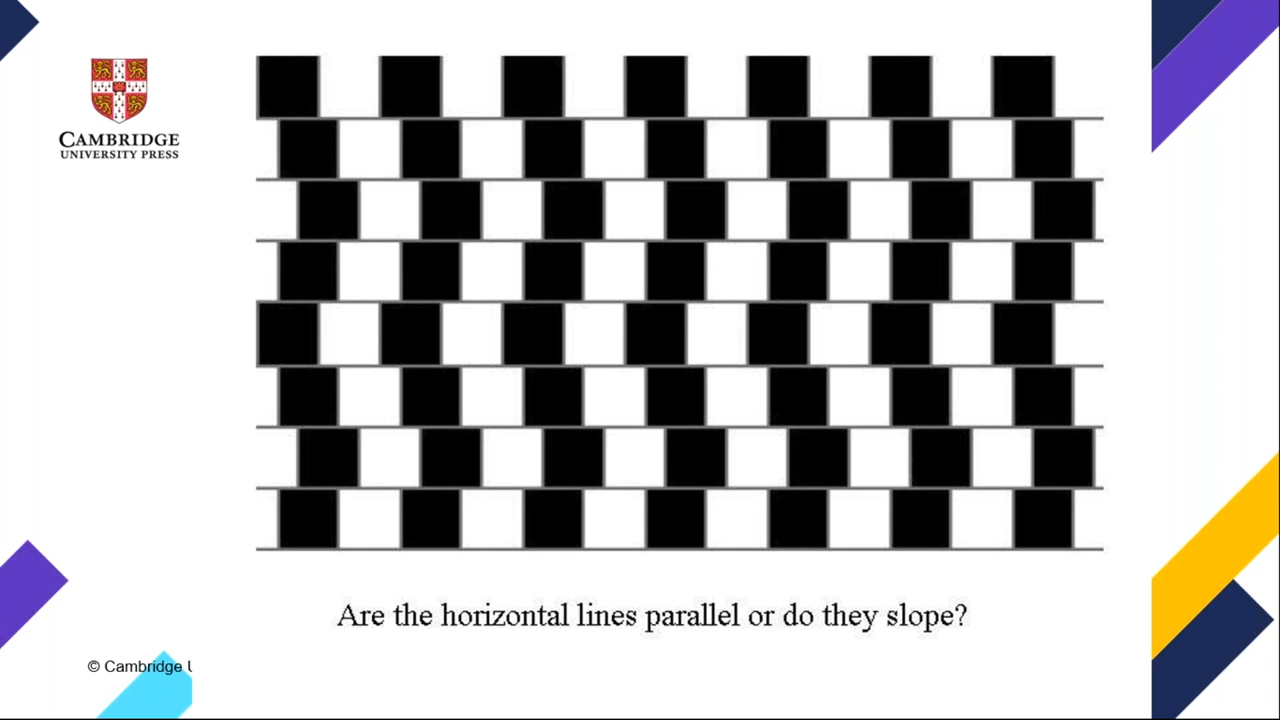 CAMBRIDGE
UNIVERSITY PRESS
Are the horizontal lines parallel or do they slope?
© Cambridge